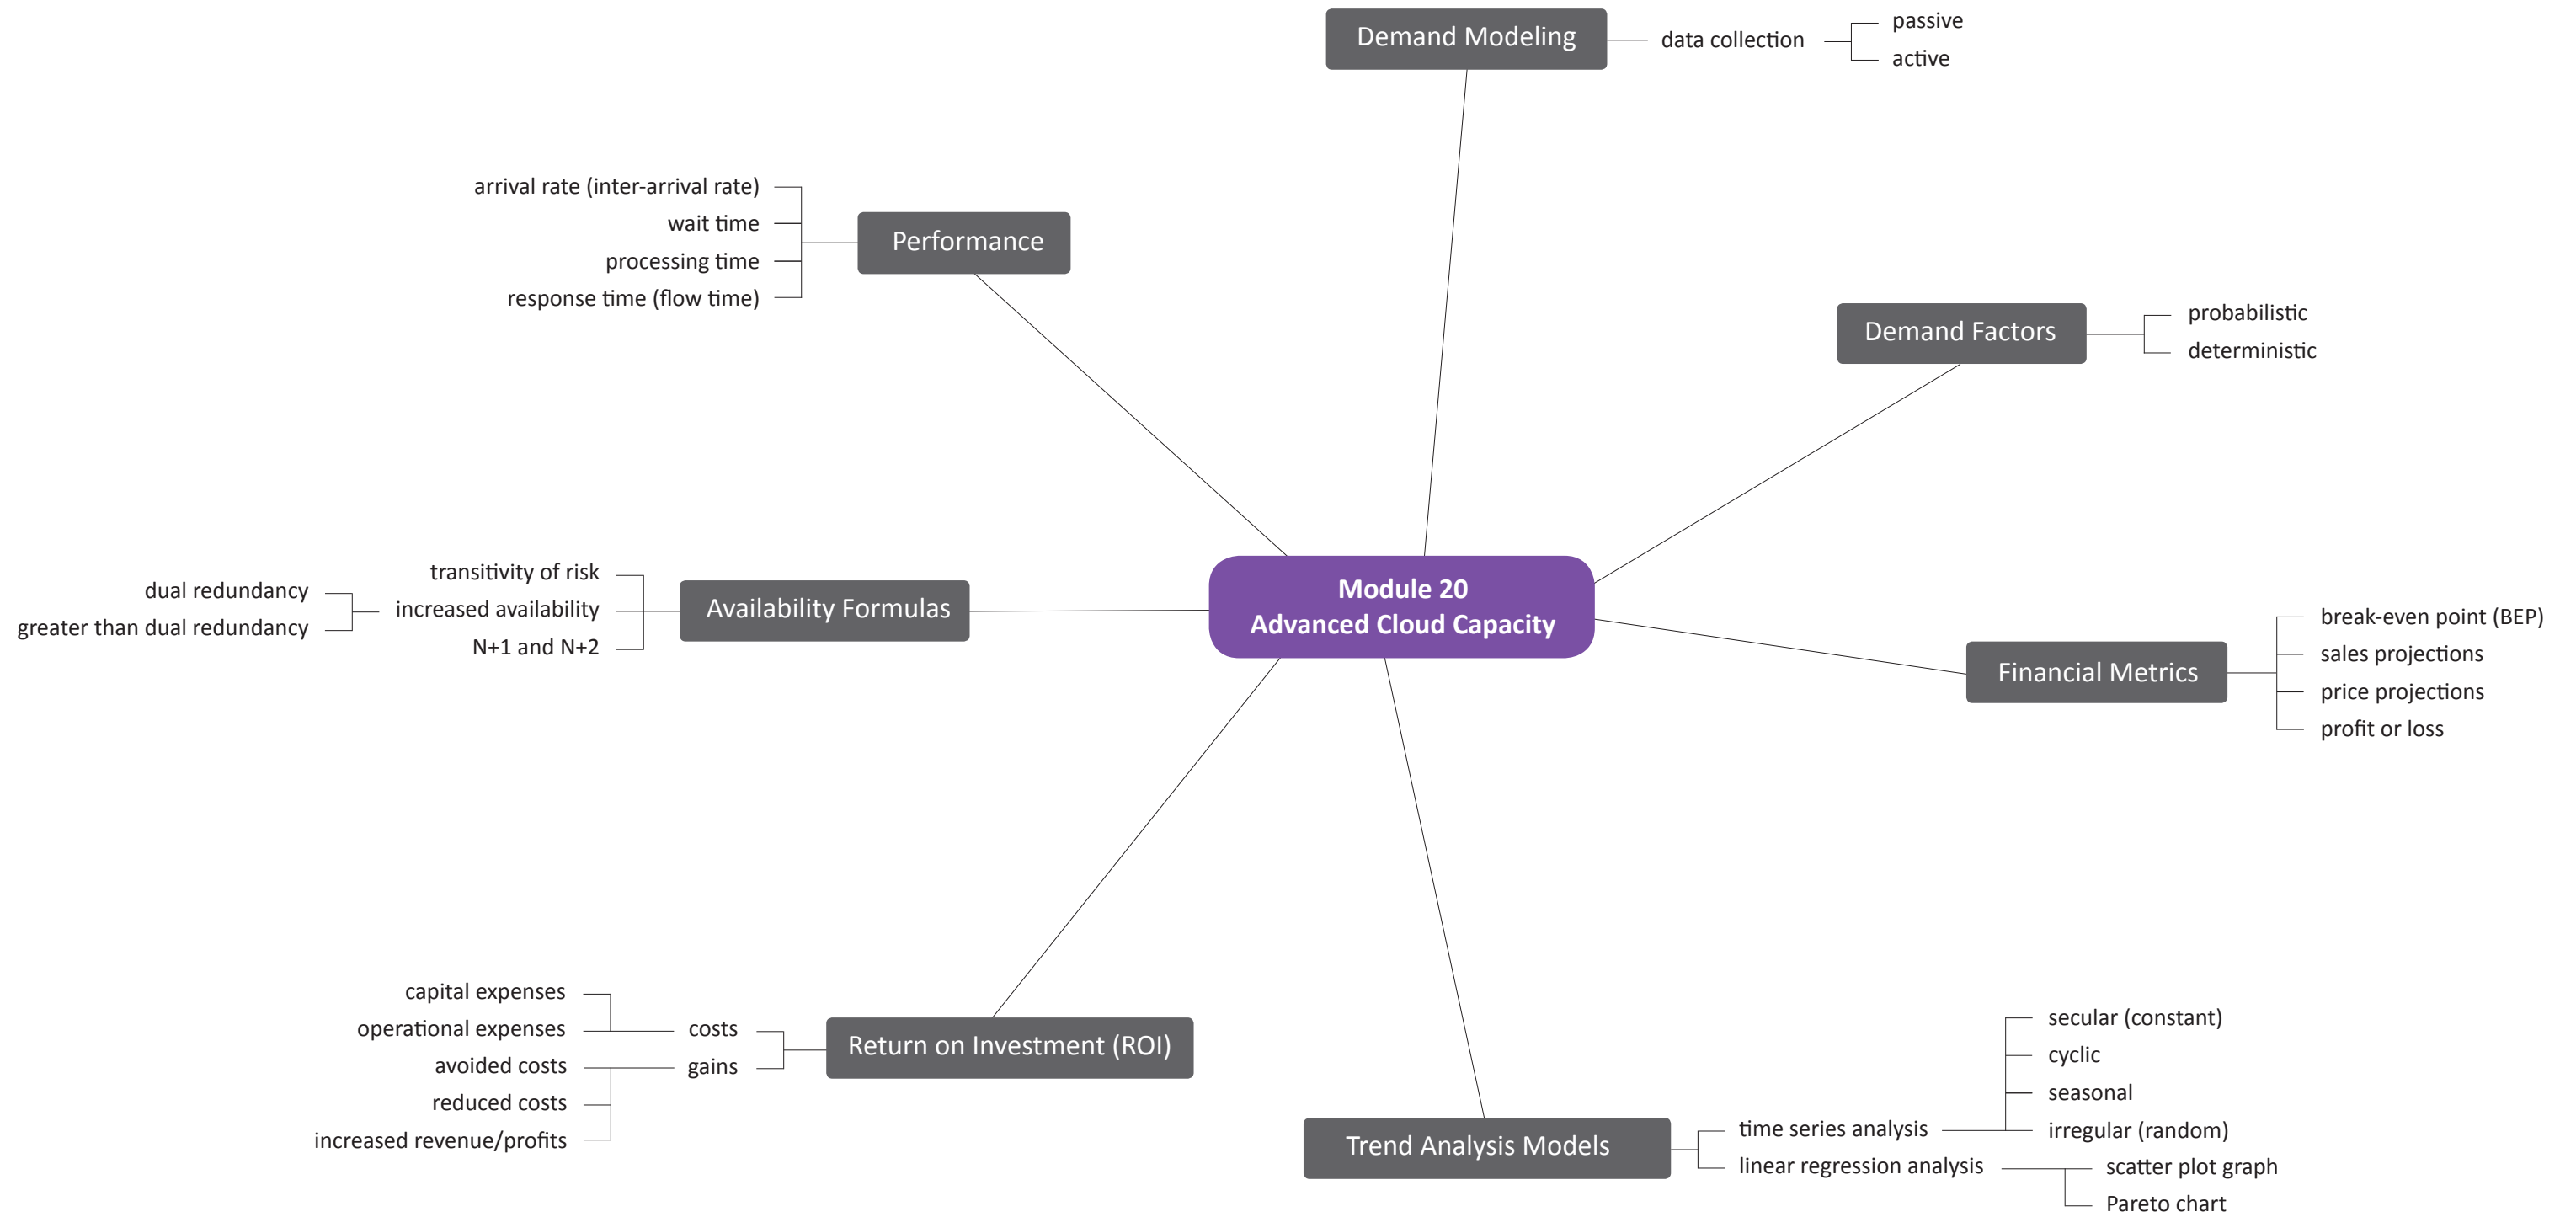 Demand Modeling
data collection
passive
active
arrival rate (inter-arrival rate)
wait time
processing time
response time (flow time)
Performance
Demand Factors
probabilistic
deterministic
dual redundancy
greater than dual redundancy
transitivity of risk
increased availability
N+1 and N+2
Availability Formulas
Module 20
Advanced Cloud Capacity
Financial Metrics
break-even point (BEP)
sales projections
price projections
profit or loss
capital expenses
operational expenses
avoided costs
reduced costs
increased revenue/profits
costs
gains
Return on Investment (ROI)
Trend Analysis Models
time series analysis
linear regression analysis
secular (constant)
cyclic
seasonal
irregular (random)
scatter plot graph
Pareto chart